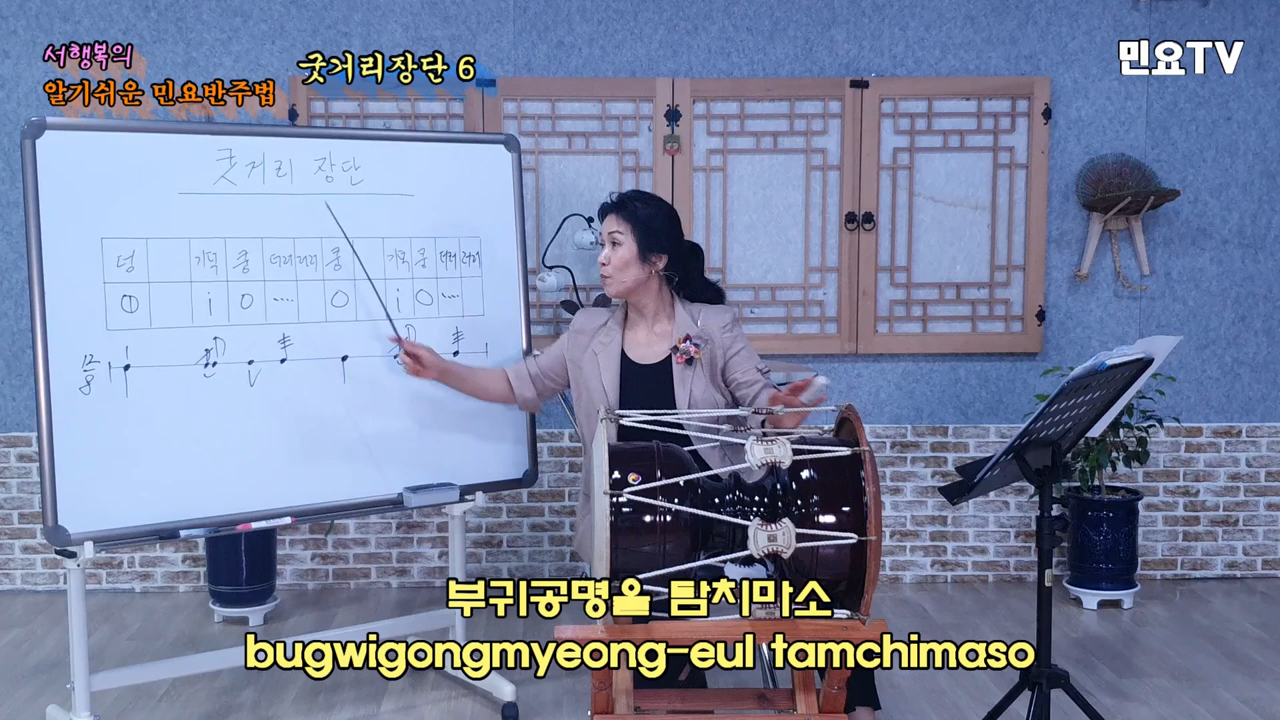 서행복의
알기쉬운 민요반주법
굿거리장단 6
민요TV
굿거리 장단
덩 기덕 쿵 더러 러러 쿵 기덕 쿵 더러 러러
부귀공명을 탐치마소
bugwigongmyeong-eul tamchimaso